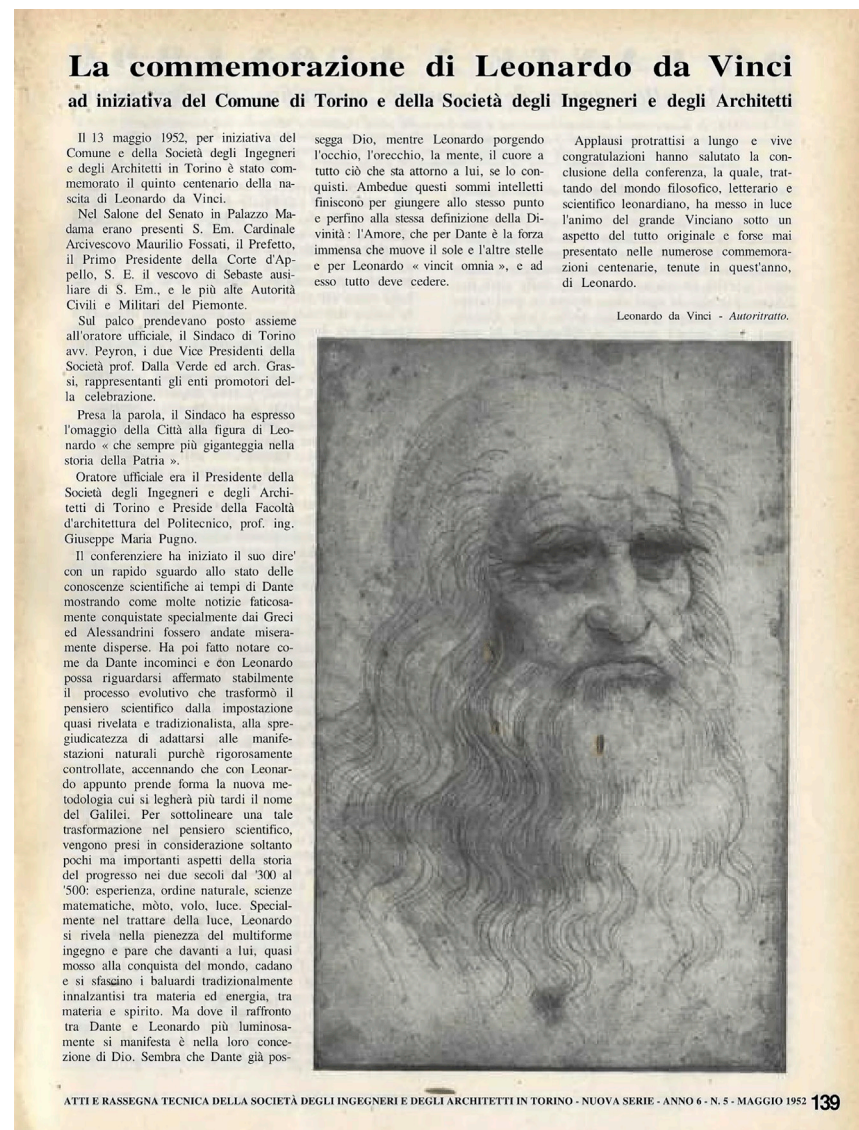 La commemorazione di Leonardo da Vinci
ad iniziativa del Comune di Torino e della Società degli Ingegneri e degli Architetti
Il 13 maggio 1952, per iniziativa del
Comune e della Società degli Ingegneri
e degli Architetti in Torino è stato com-
memorato il quinto centenario della na-
scita di Leonardo da Vinci.
Nel Salone del Senato in Palazzo Ma-
dama erano presenti S. Em. Cardinale
Arcivescovo Maurilio Fossati, il Prefetto,
il Primo Presidente della Corte d'Ap-
pello, S. E. il vescovo di Sebaste ausi-
liare di S. Em., e le più alte Autorità
Civili e Militari del Piemonte.
Sul palco prendevano posto assieme
all'oratore ufficiale, il Sindaco di Torino
avv. Peyron, i due Vice Presidenti della
Società prof. Dalla Verde ed arch. Gras-
si, rappresentanti gli enti promotori del-
la celebrazione.
Presa la parola, il Sindaco ha espresso
l'omaggio della Città alla figura di Leo-
nardo « che sempre più giganteggia nella
storia della Patria ».
Oratore ufficiale era il Presidente della
Società degli Ingegneri e degli Archi-
tetti di Torino e Preside della Facoltà
d'architettura del Politecnico, prof. ing.
Giuseppe Maria Pugno.
Il conferenziere ha iniziato il suo dire'
con un rapido sguardo allo stato delle
conoscenze scientifiche ai tempi di Dante
mostrando come molte notizie faticosa-
mente conquistate specialmente dai Greci
ed Alessandrini fossero andate misera-
mente disperse. Ha poi fatto notare co-
me da Dante incominci e con Leonardo
possa riguardarsi affermato stabilmente
il processo evolutivo che trasformò il
pensiero scientifico dalla impostazione
quasi rivelata e tradizionalista, alla spre-
giudicatezza di adattarsi alle manife-
stazioni naturali purchè rigorosamente
controllate, accennando che con Leonar-
do appunto prende forma la nuova me-
todologia cui si legherà più tardi il nome
del Galilei. Per sottolineare una tale
trasformazione nel pensiero scientifico,
vengono presi in considerazione soltanto
pochi ma importanti aspetti della storia
del progresso nei due secoli dal '300 al
'500: esperienza, ordine naturale, scienze
matematiche, mòto, volo, luce. Special-
mente nel trattare della luce, Leonardo
si rivela nella pienezza del multiforme
ingegno e pare che davanti a lui, quasi
mosso alla conquista del mondo, cadano
e si sfascino i baluardi tradizionalmente
innalzantisi tra materia ed energia, tra
materia e spirito. Ma dove il raffronto
tra Dante e Leonardo più luminosa-
mente si manifesta è nella loro conce-
zione di Dio. Sembra che Dante già pos-
segga Dio, mentre Leonardo porgendo
l'occhio, l'orecchio, la mente, il cuore a
tutto ciò che sta attorno a lui, se lo con-
quisti. Ambedue questi sommi intelletti
finiscono per giungere allo stesso punto
e perfino alla stessa definizione della Di-
vinità : l'Amore, che per Dante è la forza
immensa che muove il sole e l'altre stelle
e per Leonardo « vincit omnia », e ad
esso tutto deve cedere.
Applausi protrattisi a lungo e vive
congratulazioni hanno salutato la con-
clusione della conferenza, la quale, trat-
tando del mondo filosofico, letterario e
scientifico leonardiano, ha messo in luce
l'animo del grande Vinciano sotto un
aspetto del tutto originale e forse mai
presentato nelle numerose commemora-
zioni centenarie, tenute in quest'anno,
di Leonardo.
Leonardo da Vinci - Autoritratto.
ATTI E RASSEGNA TECNICA DELLA SOCIETÀ DEGLI INGEGNERI E DEGLI ARCHITETTI IN TORINO - NUOVA SERIE - ANNO 6 - N. 5 - MAGGIO 1952 139